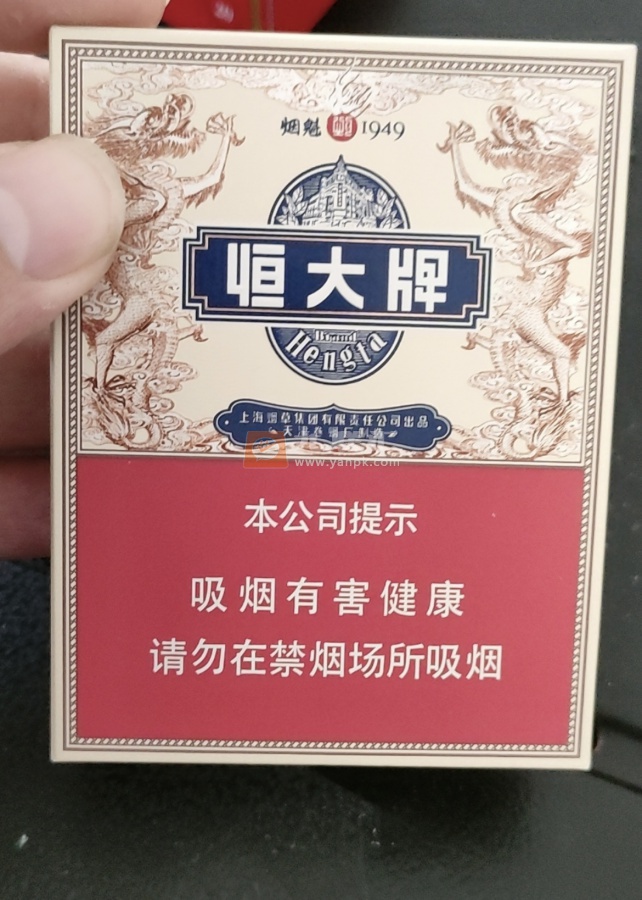 烟魁 1949
恒大牌
Brand
Hengta
上海烟草集团有限责任公司出品
天津卷烟厂制造
www.yanpk.com
本公司提示
吸烟有害健康
请勿在禁烟场所吸烟